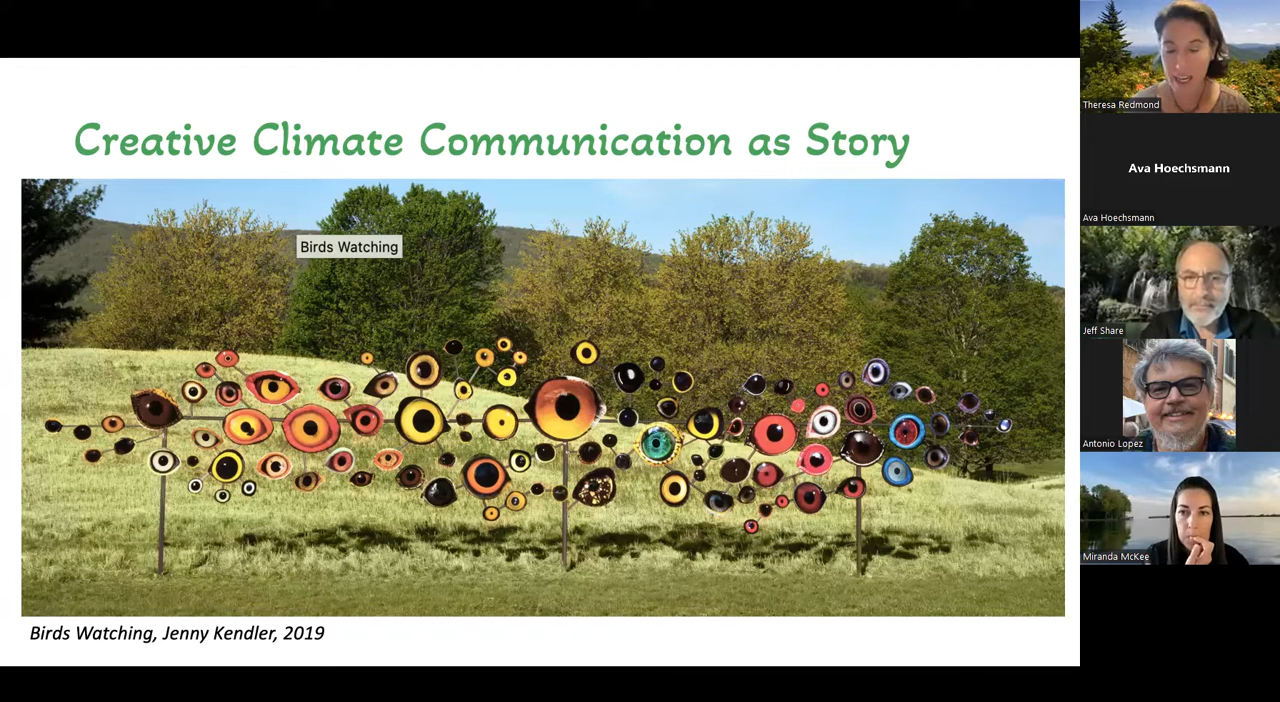 Creative Climate Communication as Story
Birds Watching
Birds Watching, Jenny Kendler, 2019
Theresa Redmond
Ava Hoechsmann
Ava Hoechsmann
Jeff Share
Antonio Lopez
Miranda McKee